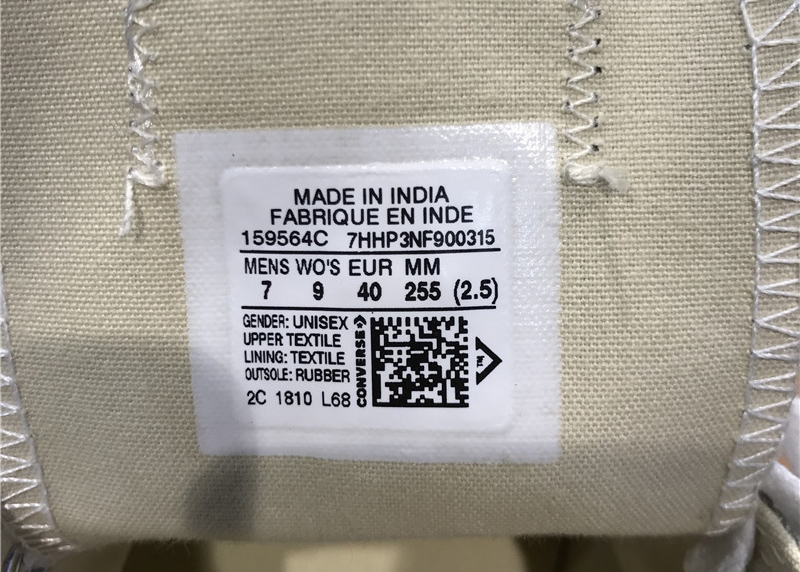 MADE IN INDIA
FABRIQUE EN INDE
159564C 7HHP3NF900315
MENS WO'S EUR MM
7 9 40 255 (2.5)
GENDER: UNISEX
UPPER TEXTILE
LINING: TEXTILE
OUTSOLE: RUBBER
2C 1810 L68
CONVERSE